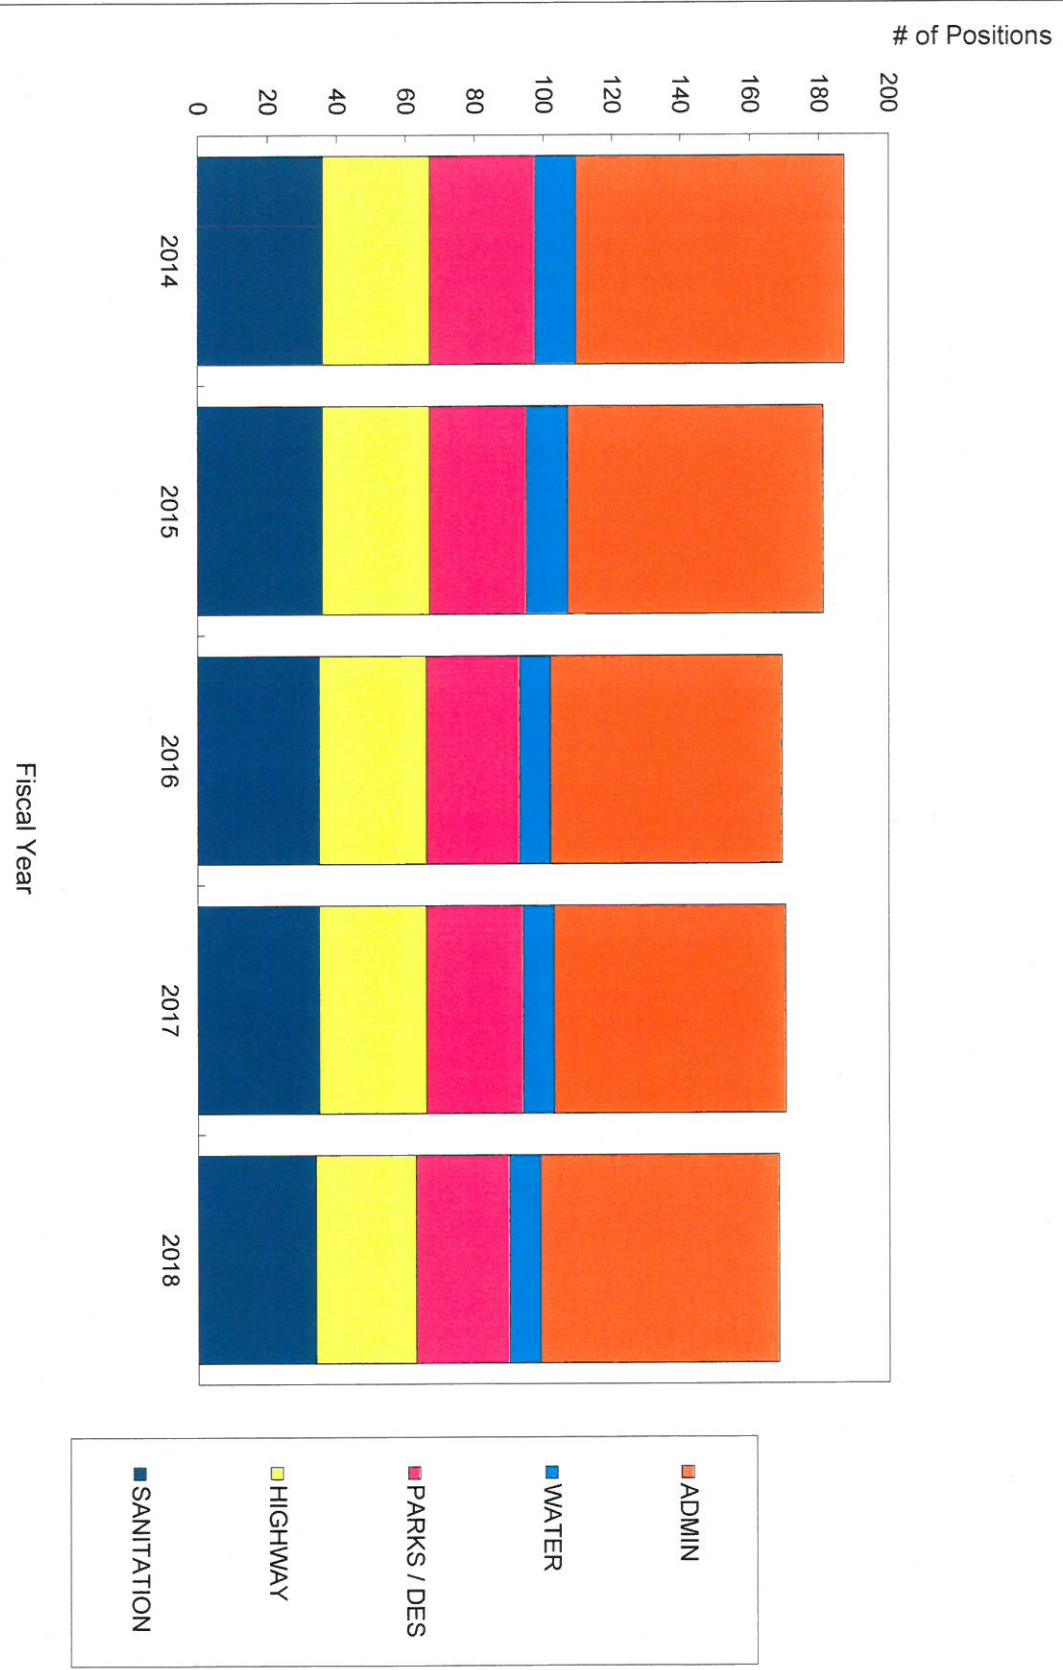 # of Positions
200
180
160
140
120
100
80
60
40
20
0
2014
2015
2016
2017
2018
Fiscal Year
ADMIN
WATER
PARKS / DES
HIGHWAY
SANITATION